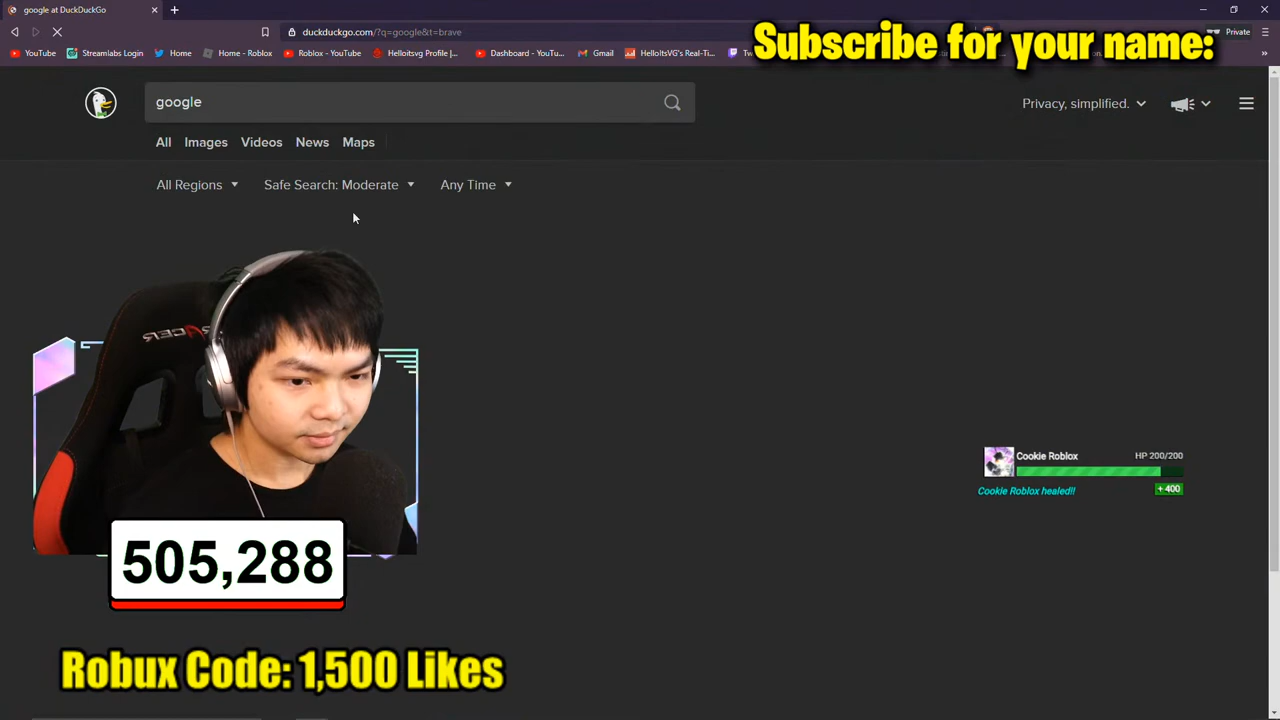 google at DuckDuckGo
duckduckgo.com/?q=google&t=brave
Private
YouTube
Streamlabs Login
Home
Home - Roblox
Roblox - YouTube
Helloitsvg Profile |...
Dashboard - YouTu...
Gmail
HelloItsVG's Real-Ti...
Subscribe for your name:
google
Privacy, simplified.
All
Images
Videos
News
Maps
All Regions
Safe Search: Moderate
Any Time
Cookie Roblox
HP 200/200
Cookie Roblox healed!!
+400
505,288
Robux Code: 1,500 Likes